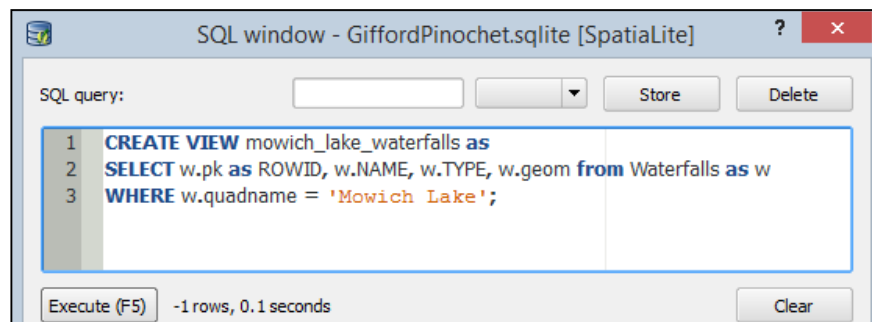 SQL window - GiffordPinochet.sqlite [SpatiaLite] ? ×
SQL query: Store Delete
1 CREATE VIEW mowich_lake_waterfalls as
2 SELECT w.pk as ROWID, w.NAME, w.TYPE, w.geom from Waterfalls as w
3 WHERE w.quadname = 'Mowich Lake';
Execute (F5) -1 rows, 0.1 seconds Clear